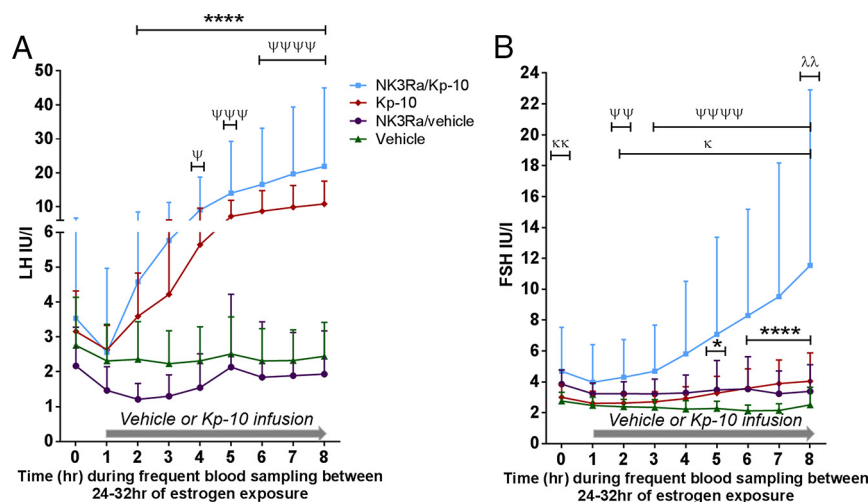 A
****
ψψψψ
ψψψ
ψ
NK3Ra/Kp-10
Kp-10
NK3Ra/vehicle
Vehicle
LH IU/l
50
40
30
20
10
6
5
4
3
2
1
0
Vehicle or Kp-10 infusion
0 1 2 3 4 5 6 7 8
Time (hr) during frequent blood sampling between
24-32hr of estrogen exposure
B
λλ
ψψ
ψψψψ
κκ
κ
*
****
FSH IU/l
24
22
20
18
16
14
12
10
8
6
4
2
0
Vehicle or Kp-10 infusion
0 1 2 3 4 5 6 7 8
Time (hr) during frequent blood sampling between
24-32hr of estrogen exposure